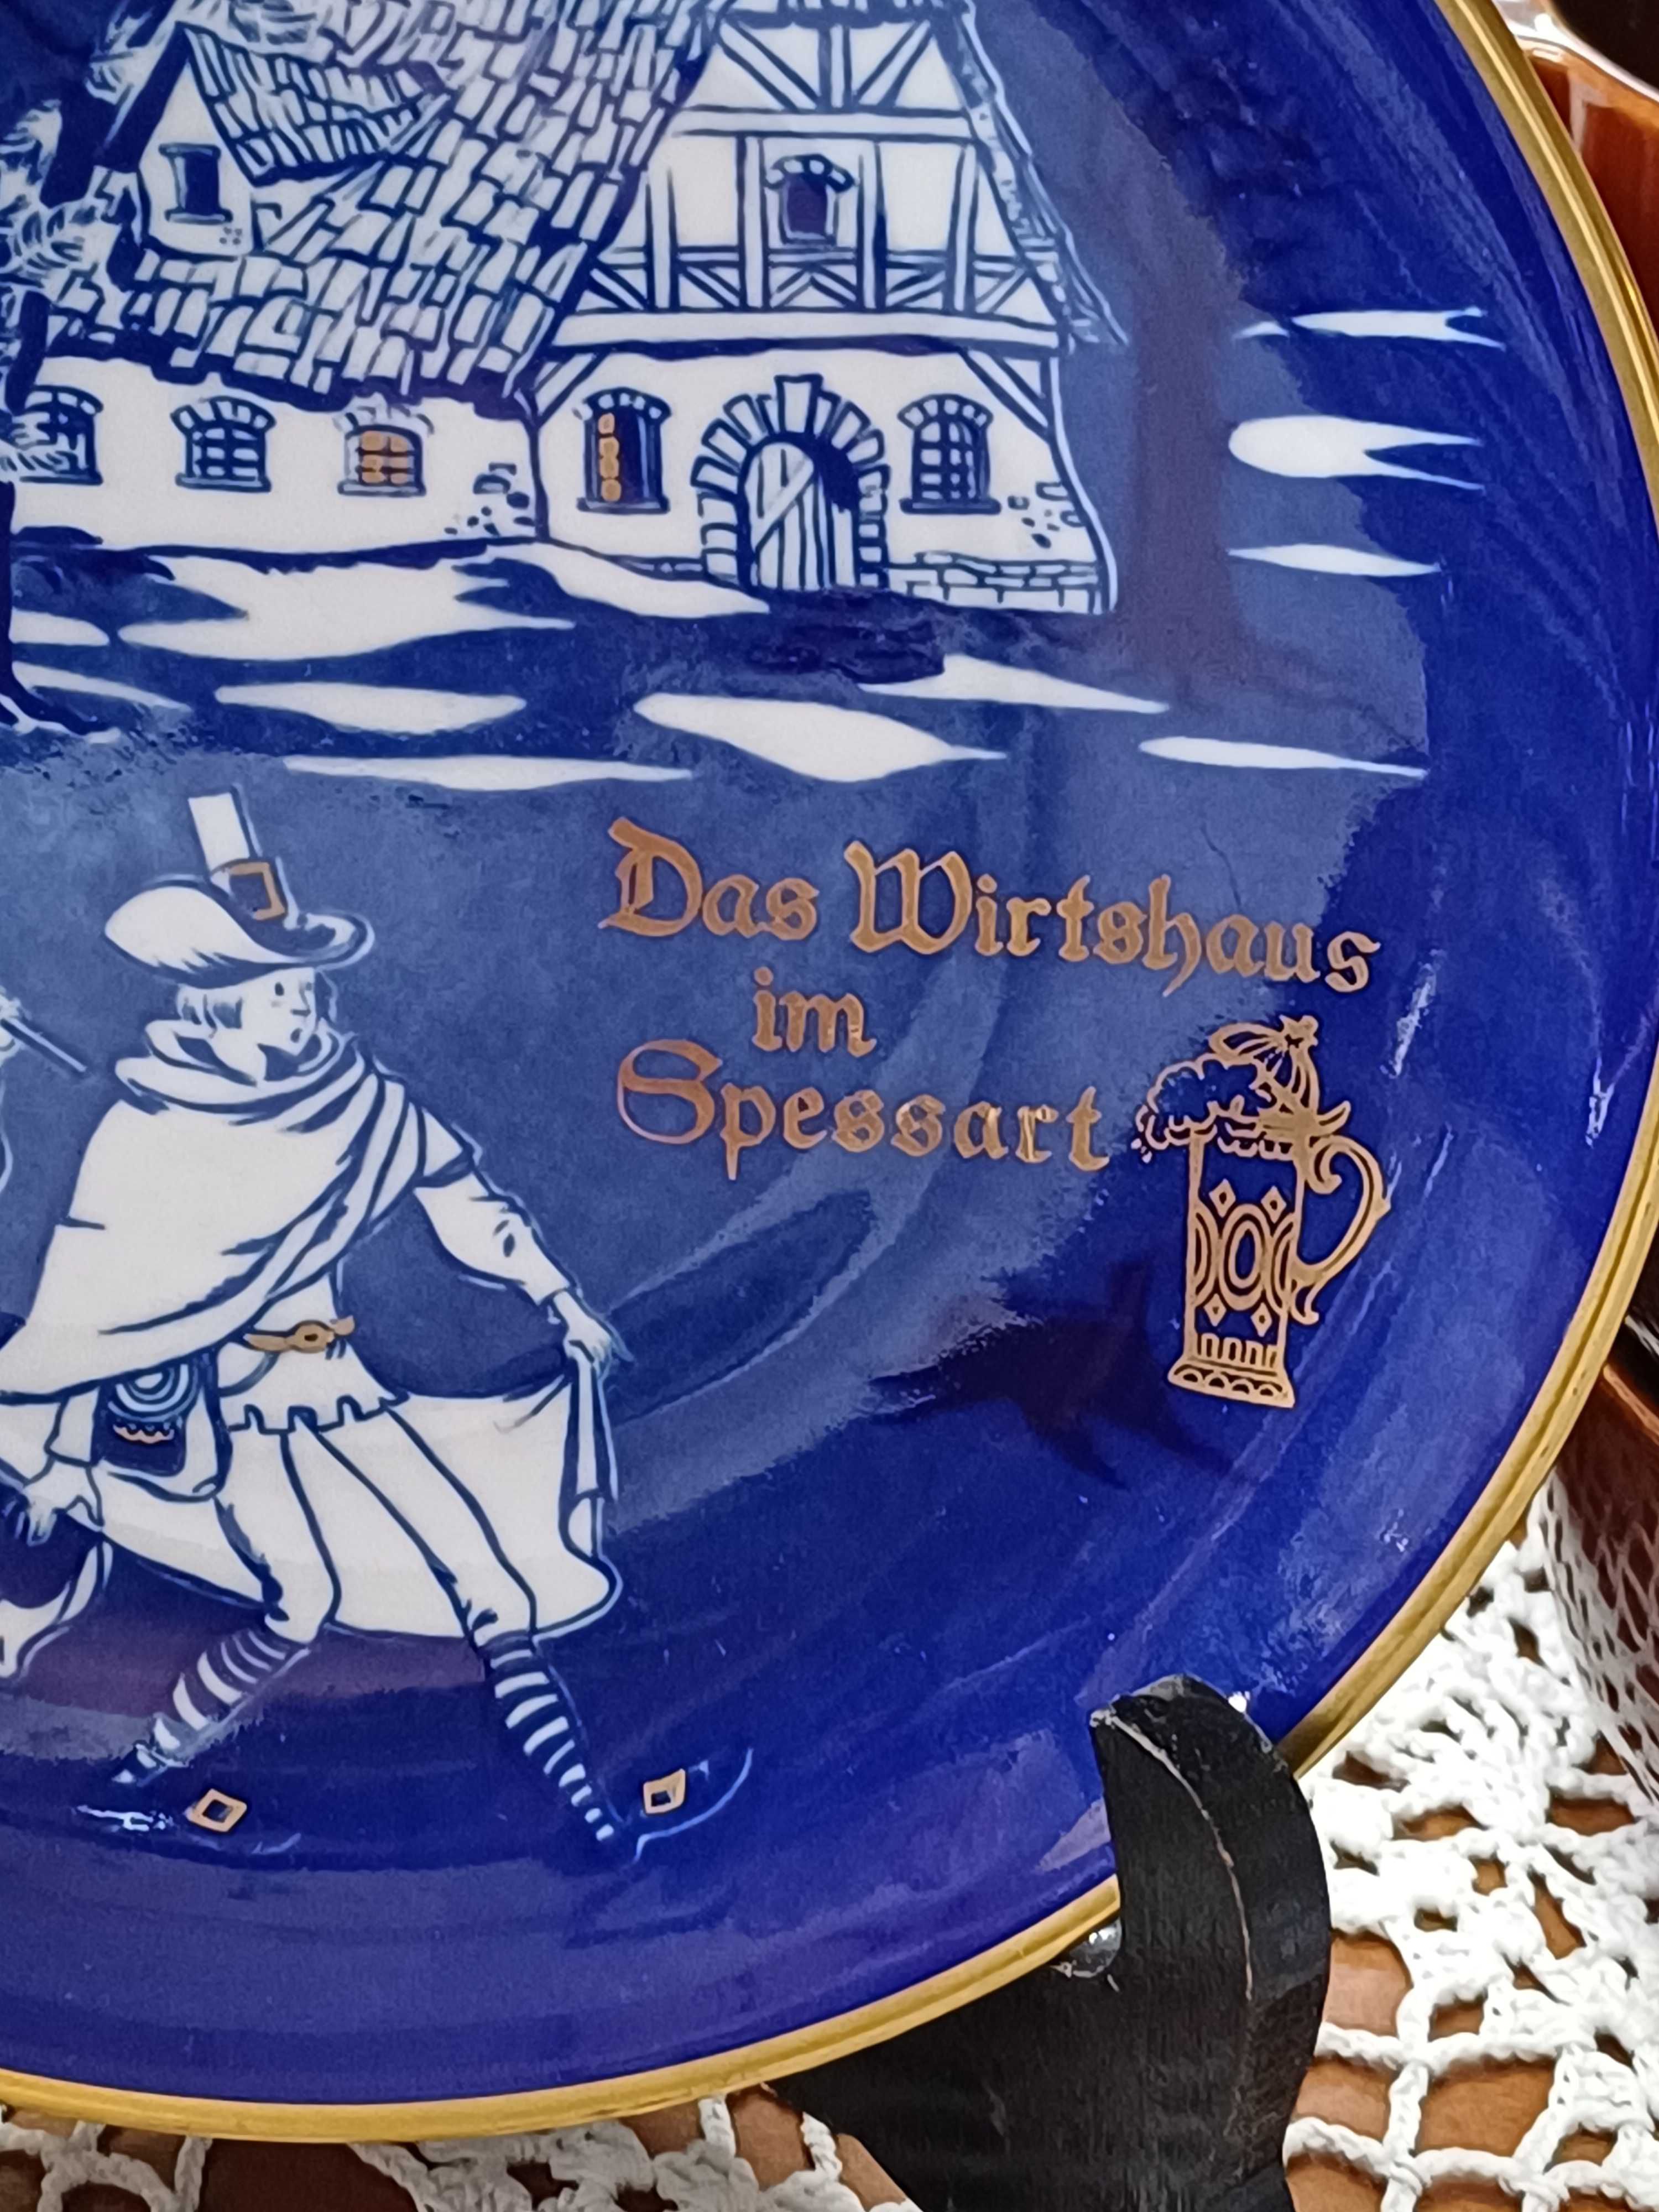 Das Wirtshaus
im
Spessart